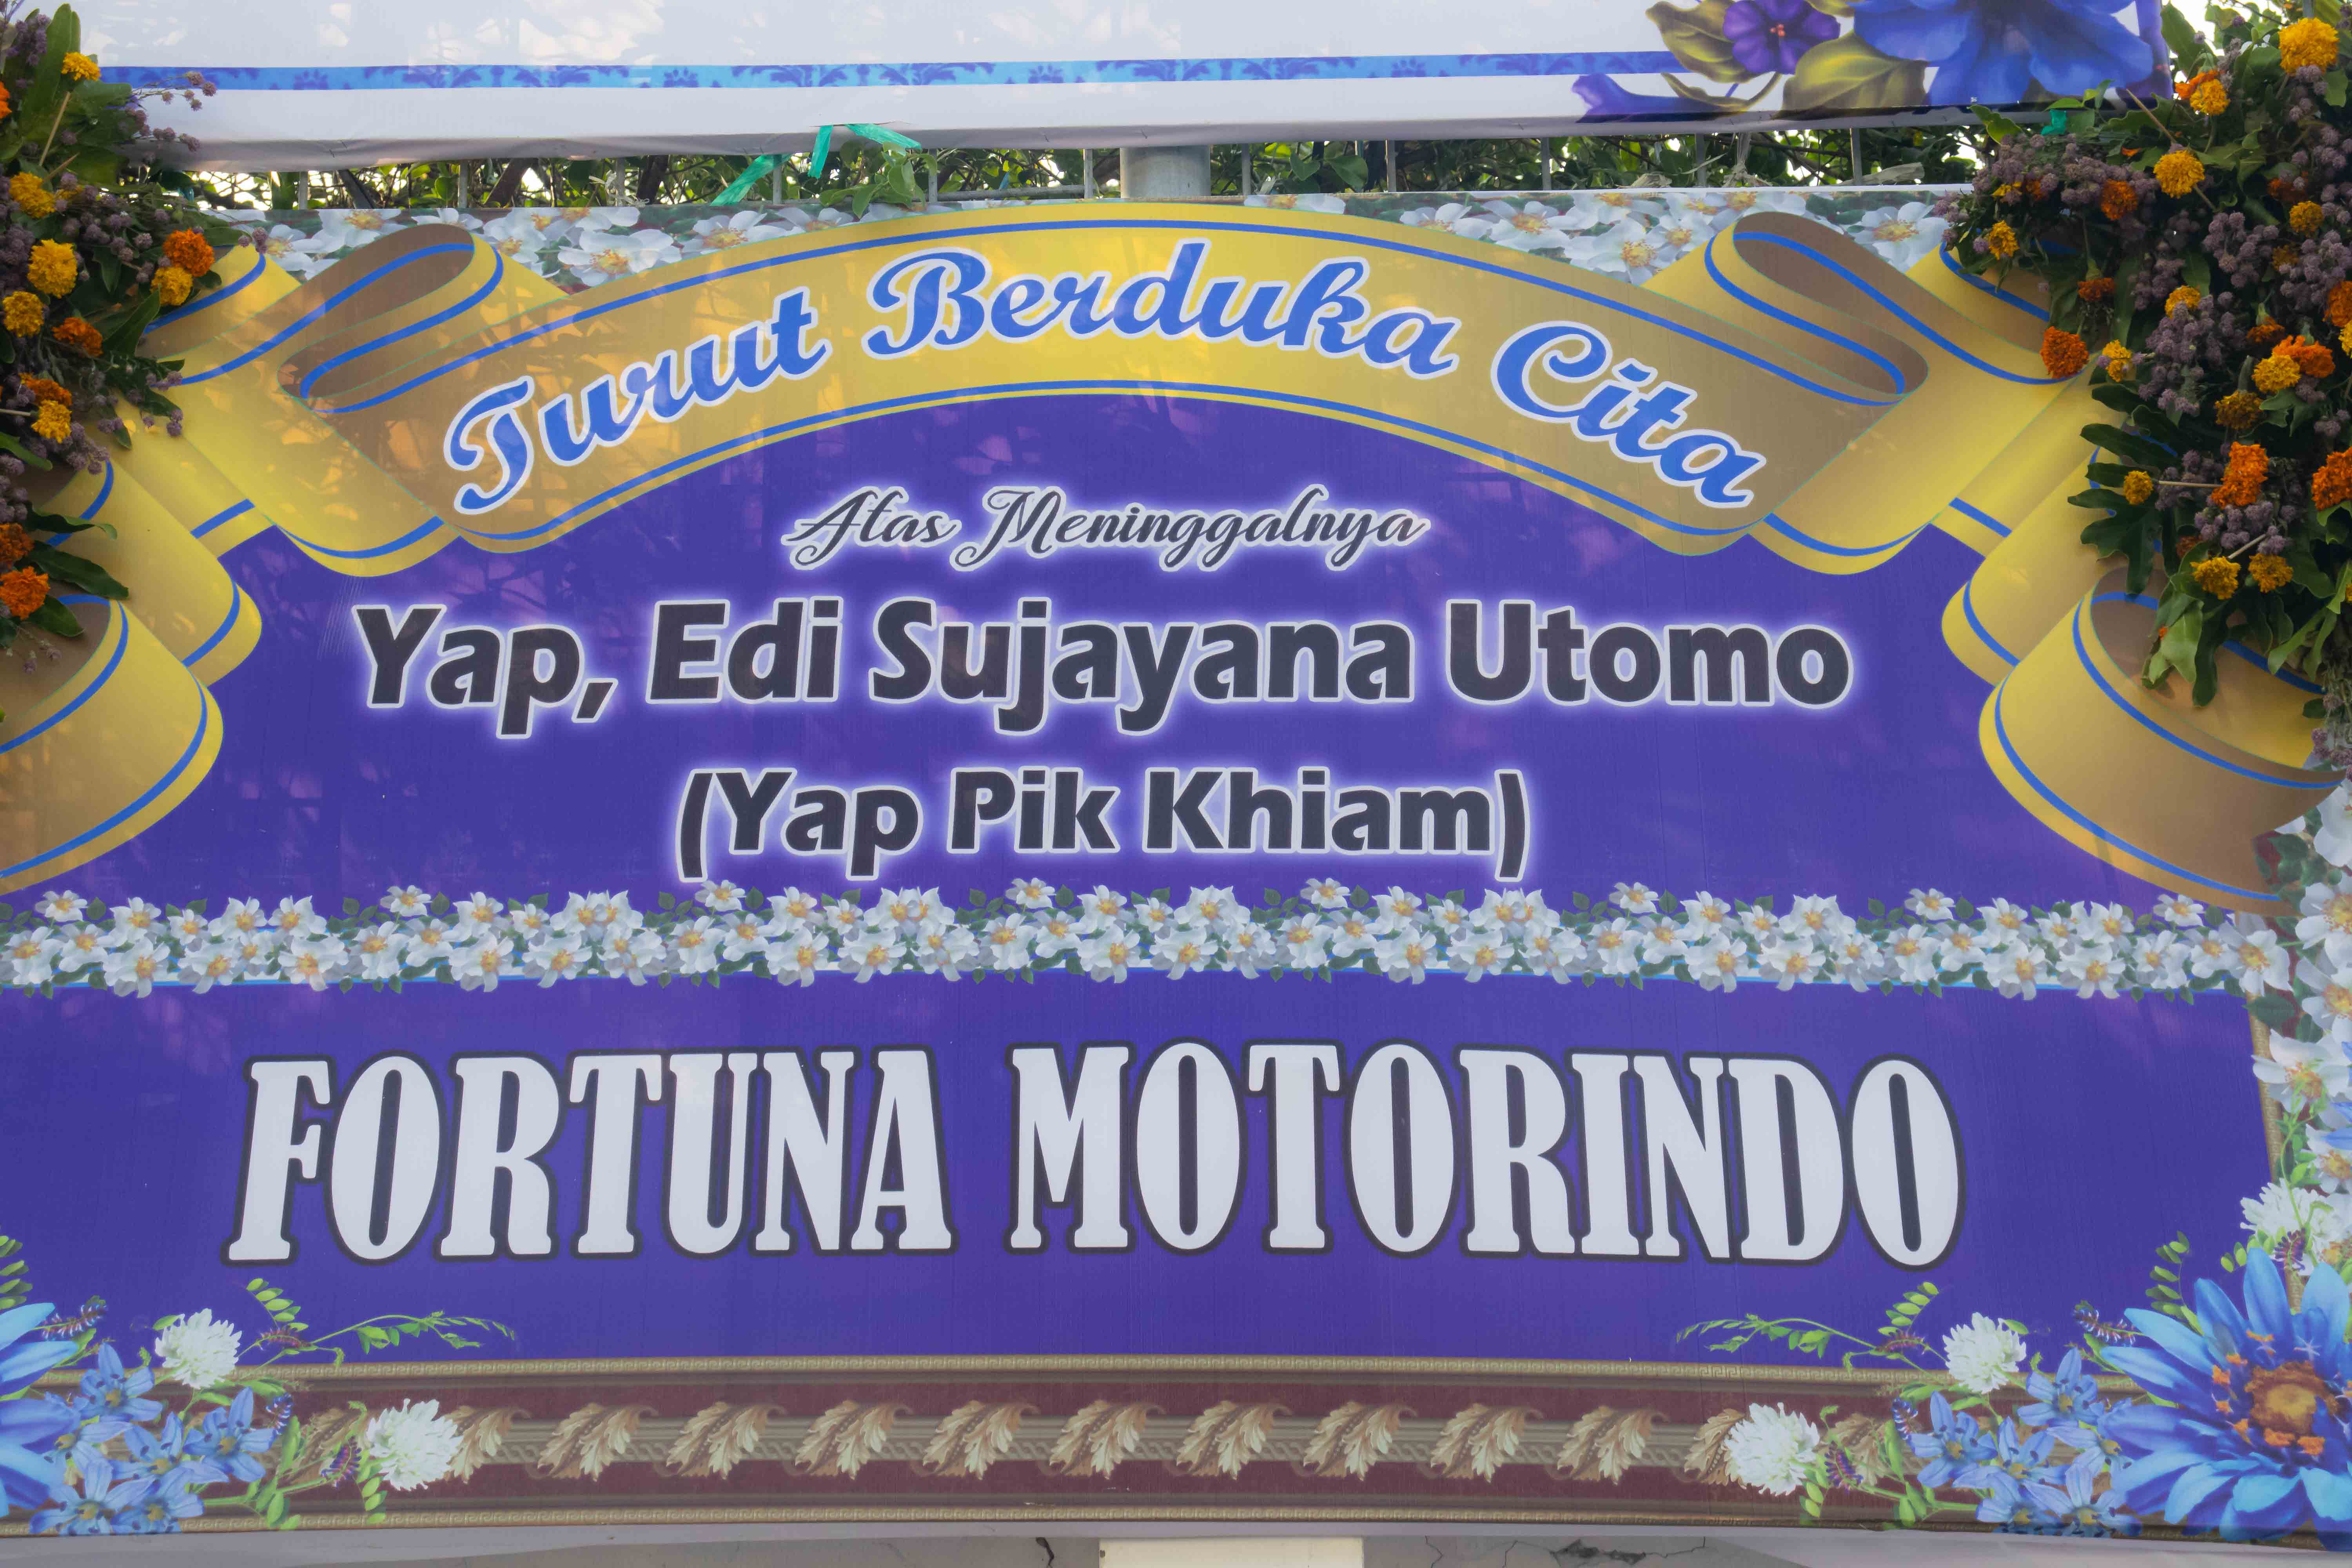 Turut Berduka Cita
Atas Meninggalnya
Yap, Edi Sujayana Utomo
(Yap Pik Khiam)
FORTUNA MOTORINDO